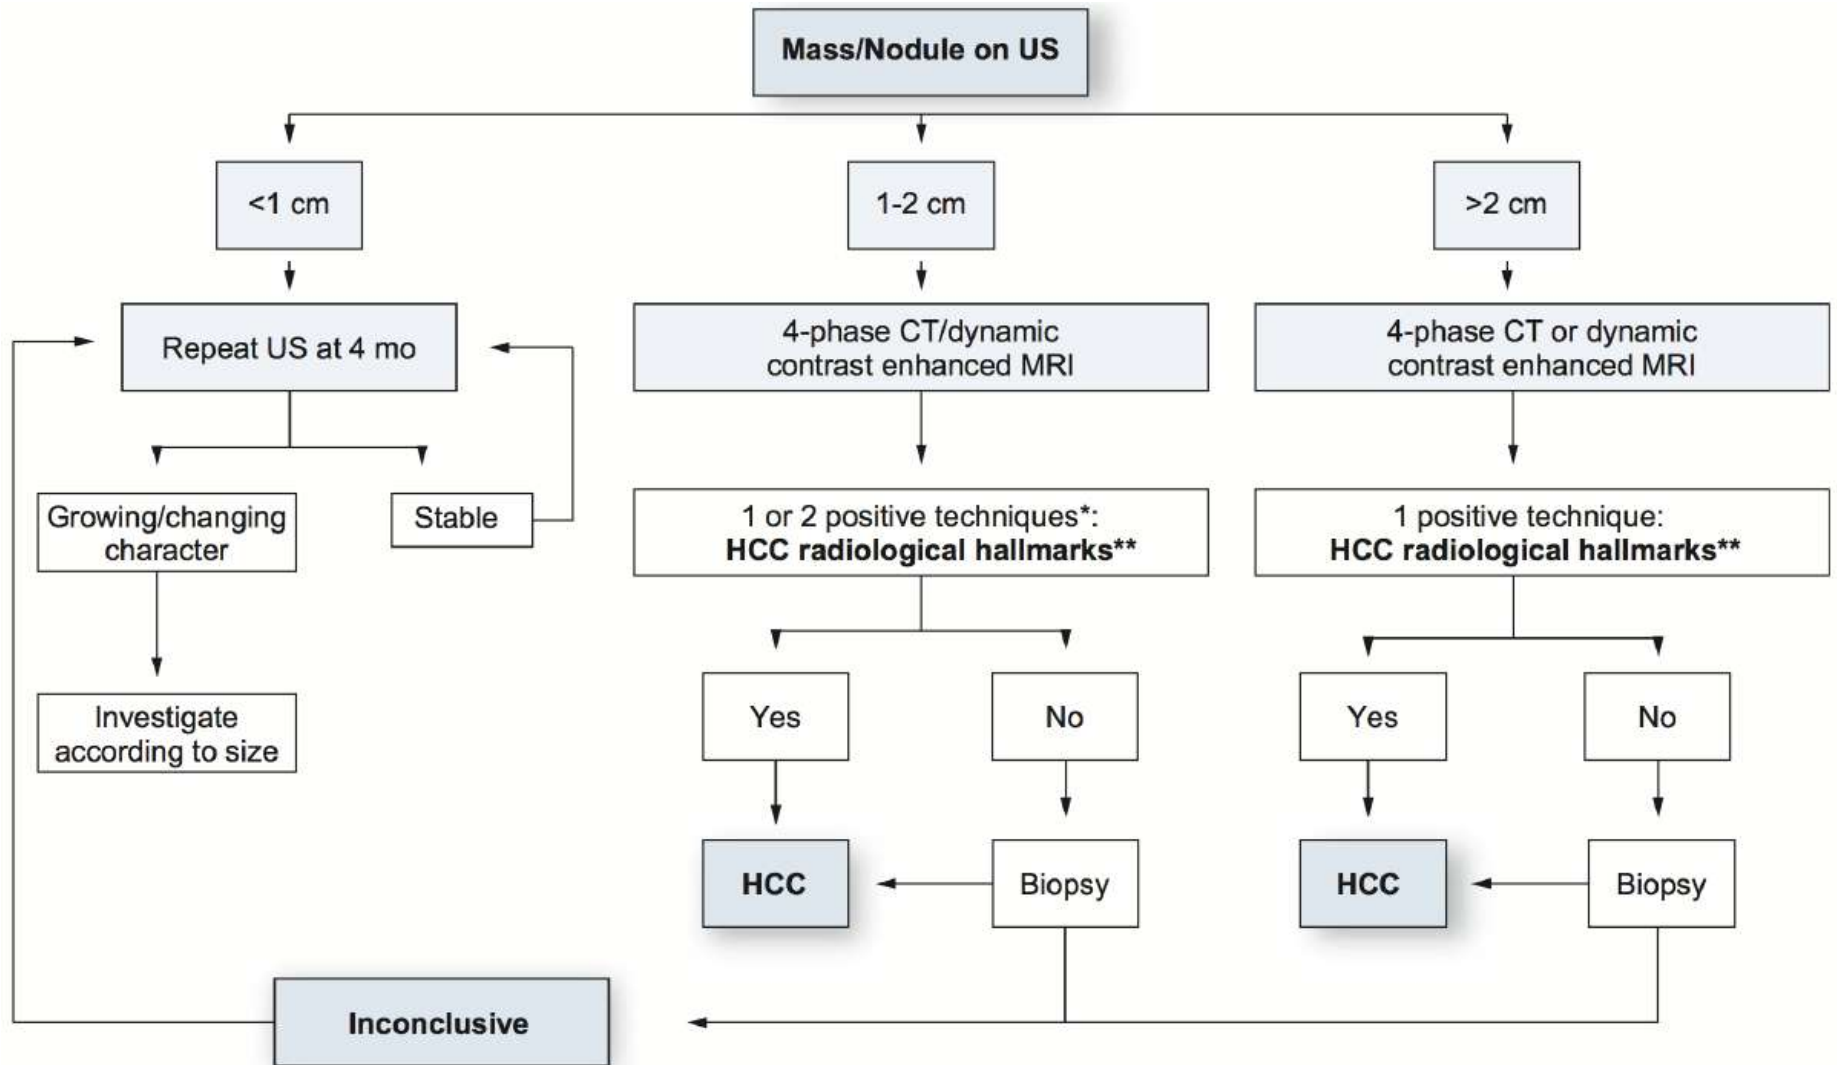 Mass/Nodule on US
<1 cm
1-2 cm
>2 cm
Repeat US at 4 mo
4-phase CT/dynamic
contrast enhanced MRI
4-phase CT or dynamic
contrast enhanced MRI
Growing/changing
character
Stable
1 or 2 positive techniques*:
HCC radiological hallmarks**
1 positive technique:
HCC radiological hallmarks**
Investigate
according to size
Yes
No
Yes
No
HCC
Biopsy
HCC
Biopsy
Inconclusive